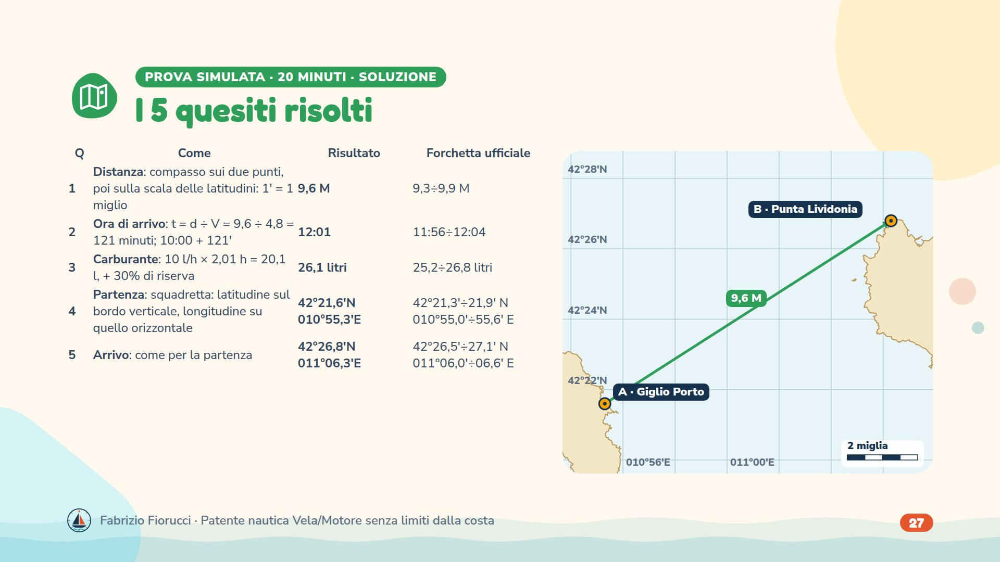 PROVA SIMULATA · 20 MINUTI · SOLUZIONE
I 5 quesiti risolti
Q Come Risultato Forchetta ufficiale
1 Distanza: compasso sui due punti, poi sulla scala delle latitudini: 1' = 1 miglio 9,6 M 9,3÷9,9 M
2 Ora di arrivo: t = d ÷ V = 9,6 ÷ 4,8 = 121 minuti; 10:00 + 121' 12:01 11:56÷12:04
3 Carburante: 10 l/h × 2,01 h = 20,1 l, + 30% di riserva 26,1 litri 25,2÷26,8 litri
4 Partenza: squadretta: latitudine sul bordo verticale, longitudine su quello orizzontale 42°21,6'N 010°55,3'E 42°21,3'÷21,9' N 010°55,0'÷55,6' E
5 Arrivo: come per la partenza 42°26,8'N 011°06,3'E 42°26,5'÷27,1' N 011°06,0'÷06,6' E
42°28'N
B · Punta Lividonia
42°26'N
9,6 M
42°24'N
42°22'N
A · Giglio Porto
2 miglia
010°56'E
011°00'E
Fabrizio Fiorucci · Patente nautica Vela/Motore senza limiti dalla costa
27